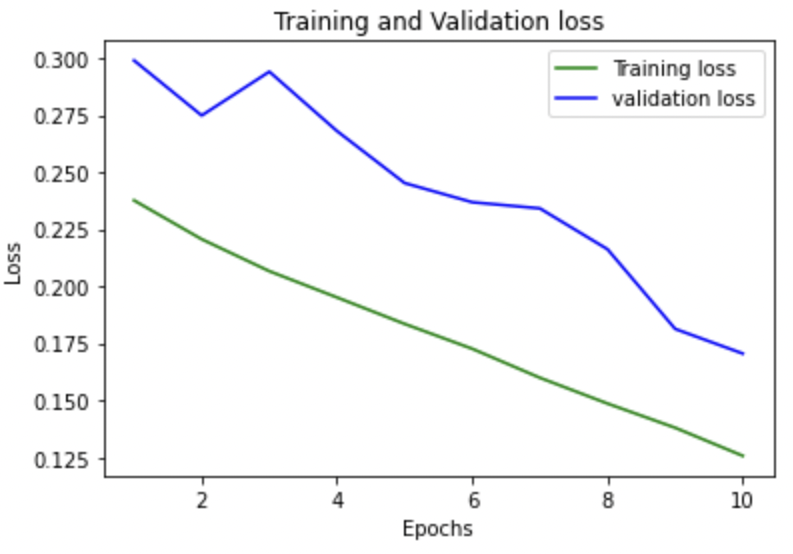 Training and Validation loss
Training loss
validation loss
0.300
0.275
0.250
0.225
0.200
0.175
0.150
0.125
Loss
2 4 6 8 10
Epochs